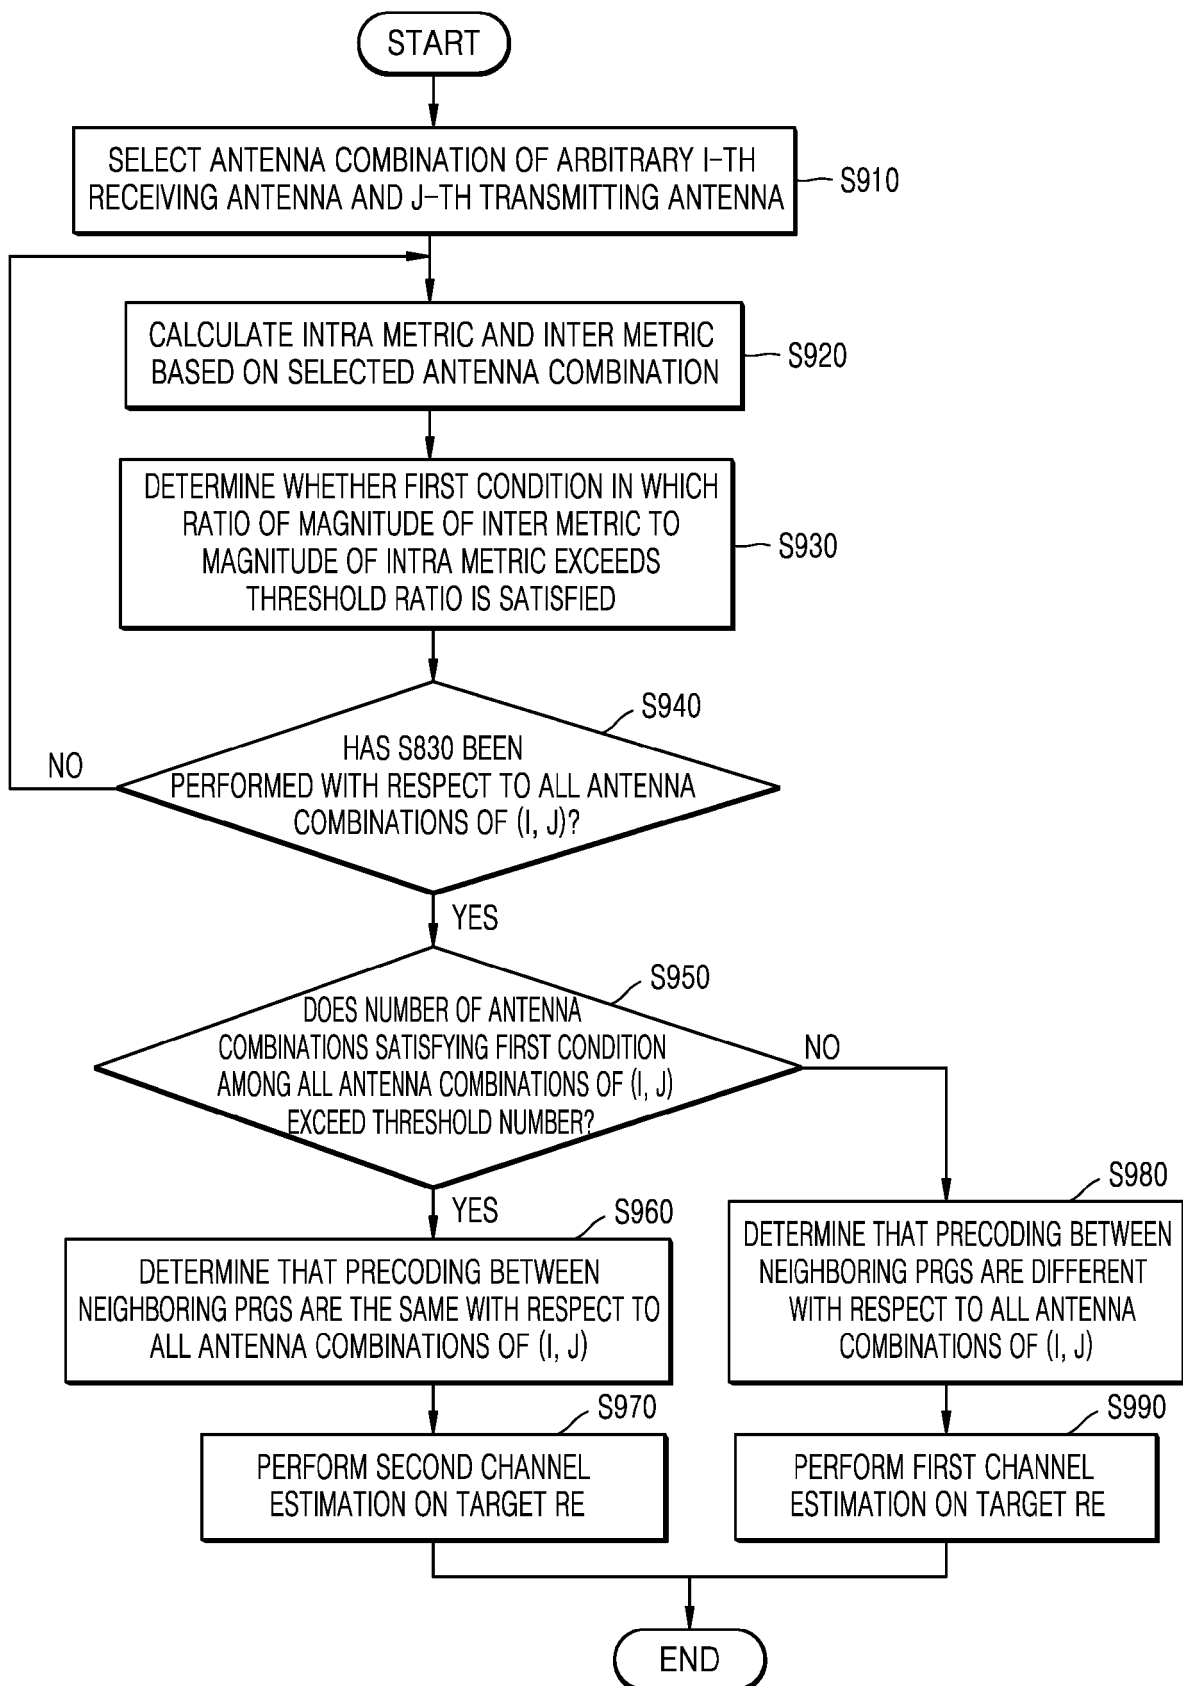 START
SELECT ANTENNA COMBINATION OF ARBITRARY I-TH
RECEIVING ANTENNA AND J-TH TRANSMITTING ANTENNA
S910
CALCULATE INTRA METRIC AND INTER METRIC
BASED ON SELECTED ANTENNA COMBINATION
S920
DETERMINE WHETHER FIRST CONDITION IN WHICH
RATIO OF MAGNITUDE OF INTER METRIC TO
MAGNITUDE OF INTRA METRIC EXCEEDS
THRESHOLD RATIO IS SATISFIED
S930
S940
HAS S830 BEEN
PERFORMED WITH RESPECT TO ALL ANTENNA
COMBINATIONS OF (I, J)?
NO
YES
S950
DOES NUMBER OF ANTENNA
COMBINATIONS SATISFYING FIRST CONDITION
AMONG ALL ANTENNA COMBINATIONS OF (I, J)
EXCEED THRESHOLD NUMBER?
NO
YES
S960
DETERMINE THAT PRECODING BETWEEN
NEIGHBORING PRGS ARE THE SAME WITH RESPECT TO
ALL ANTENNA COMBINATIONS OF (I, J)
S980
DETERMINE THAT PRECODING BETWEEN
NEIGHBORING PRGS ARE DIFFERENT
WITH RESPECT TO ALL ANTENNA
COMBINATIONS OF (I, J)
S970
PERFORM SECOND CHANNEL
ESTIMATION ON TARGET RE
S990
PERFORM FIRST CHANNEL
ESTIMATION ON TARGET RE
END